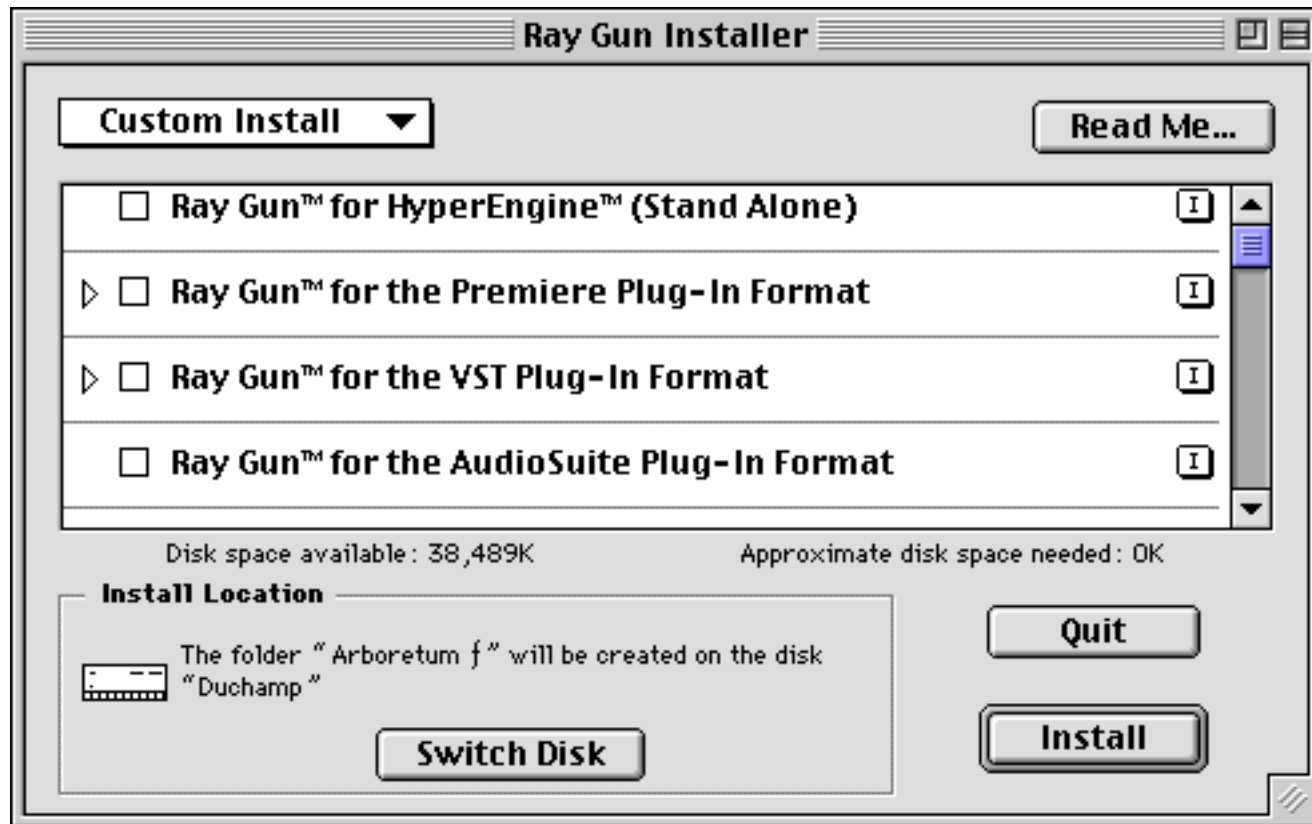 Ray Gun Installer
Custom Install
Read Me...
Ray Gun™ for HyperEngine™ (Stand Alone)
I
Ray Gun™ for the Premiere Plug-In Format
I
Ray Gun™ for the VST Plug-In Format
I
Ray Gun™ for the AudioSuite Plug-In Format
I
Disk space available: 38,489K
Approximate disk space needed: 0K
Install Location
The folder "Arboretum ƒ" will be created on the disk
"Duchamp"
Switch Disk
Quit
Install